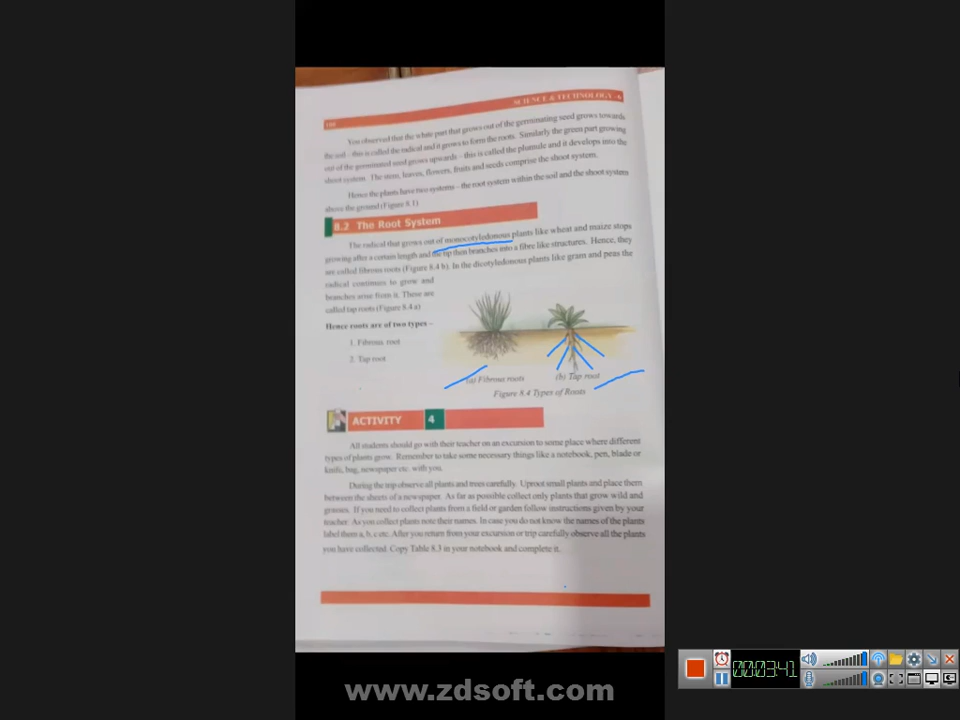 SCIENCE & TECHNOLOGY - 6
You observed that the white part that grows out of the germinating seed grows towards
the soil – this is called the radical and it grows to form the roots. Similarly the green part growing
out of the germinated seed grows upwards – this is called the plumule and it develops into the
shoot system. The stem, leaves, flowers, fruits and seeds comprise the shoot system.
Hence the plants have two systems – the root system within the soil and the shoot system
above the ground (Figure 8.1)
8.2 The Root System
The radical that grows out of monocotyledonous plants like wheat and maize stops
growing after a certain length and the tip then branches into a fibre like structures. Hence, they
are called fibrous roots (Figure 8.4 b). In the dicotyledonous plants like gram and peas the
radical continues to grow and
branches arise from it. These are
called tap roots (Figure 8.4 a)
Hence roots are of two types –
1. Fibrous root
2. Tap root
(a) Fibrous roots (b) Tap root
Figure 8.4 Types of Roots
ACTIVITY 4
All students should go with their teacher on an excursion to some place where different
types of plants grow. Remember to take some necessary things like a notebook, pen, blade or
knife, bag, newspaper etc. with you.
During the trip observe all plants and trees carefully. Uproot small plants and place them
between the sheets of a newspaper. As far as possible collect only plants that grow wild and
grasses. If you need to collect plants from a field or garden follow instructions given by your
teacher. As you collect plants note their names. In case you do not know the names of the plants
label them a, b, c etc. After you return from your excursion or trip carefully observe all the plants
you have collected. Copy Table 8.3 in your notebook and complete it.
00:03:41
www.zdsoft.com